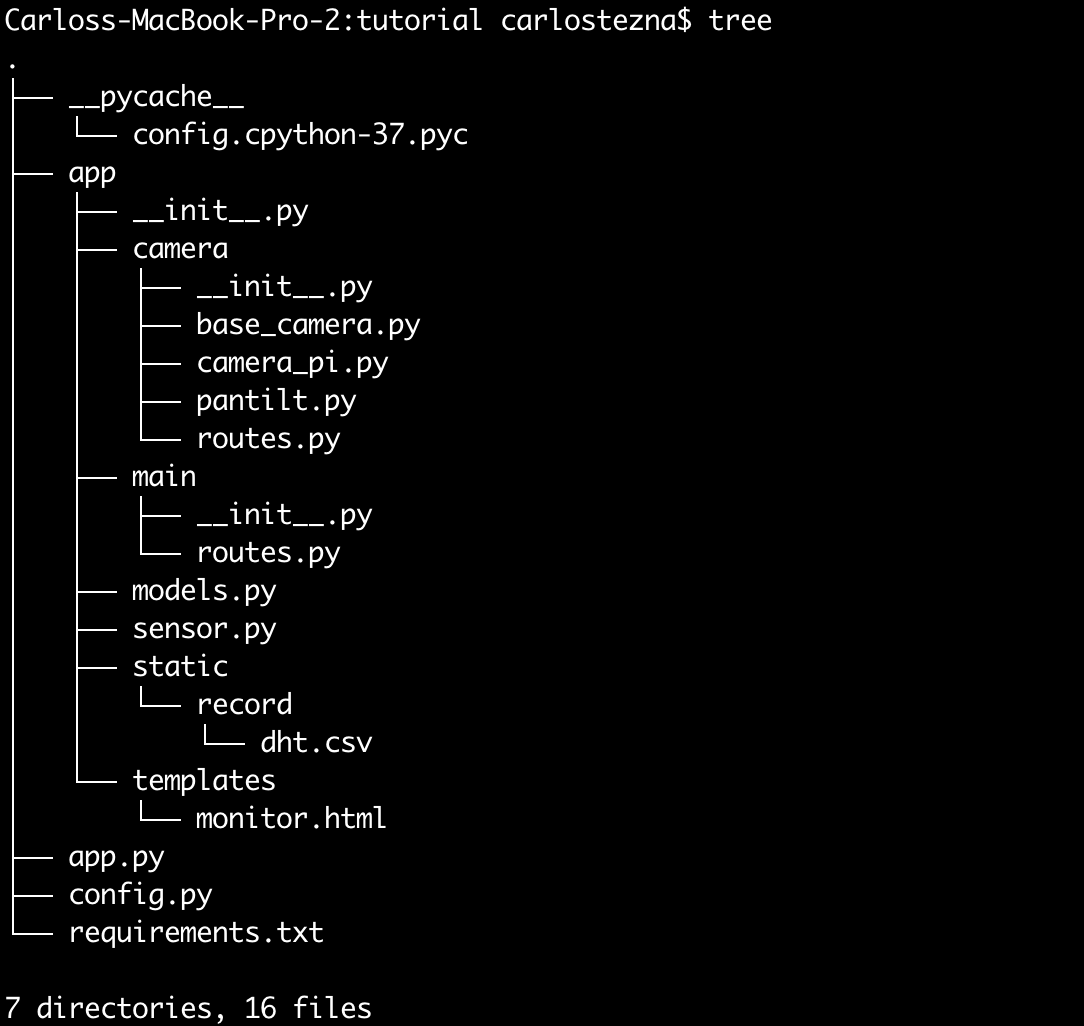 Carloss-MacBook-Pro-2:tutorial carlostezna$ tree
.
├── __pycache__
│   └── config.cpython-37.pyc
├── app
│   ├── __init__.py
│   ├── camera
│   │   ├── __init__.py
│   │   ├── base_camera.py
│   │   ├── camera_pi.py
│   │   ├── pantilt.py
│   │   └── routes.py
│   ├── main
│   │   ├── __init__.py
│   │   └── routes.py
│   ├── models.py
│   ├── sensor.py
│   ├── static
│   │   └── record
│   │       └── dht.csv
│   └── templates
│       └── monitor.html
├── app.py
├── config.py
└── requirements.txt

7 directories, 16 files